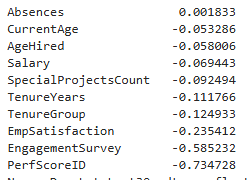 Absences 0.001833
CurrentAge -0.053286
AgeHired -0.058006
Salary -0.069443
SpecialProjectsCount -0.092494
TenureYears -0.111766
TenureGroup -0.124933
EmpSatisfaction -0.235412
EngagementSurvey -0.585232
PerfScoreID -0.734728